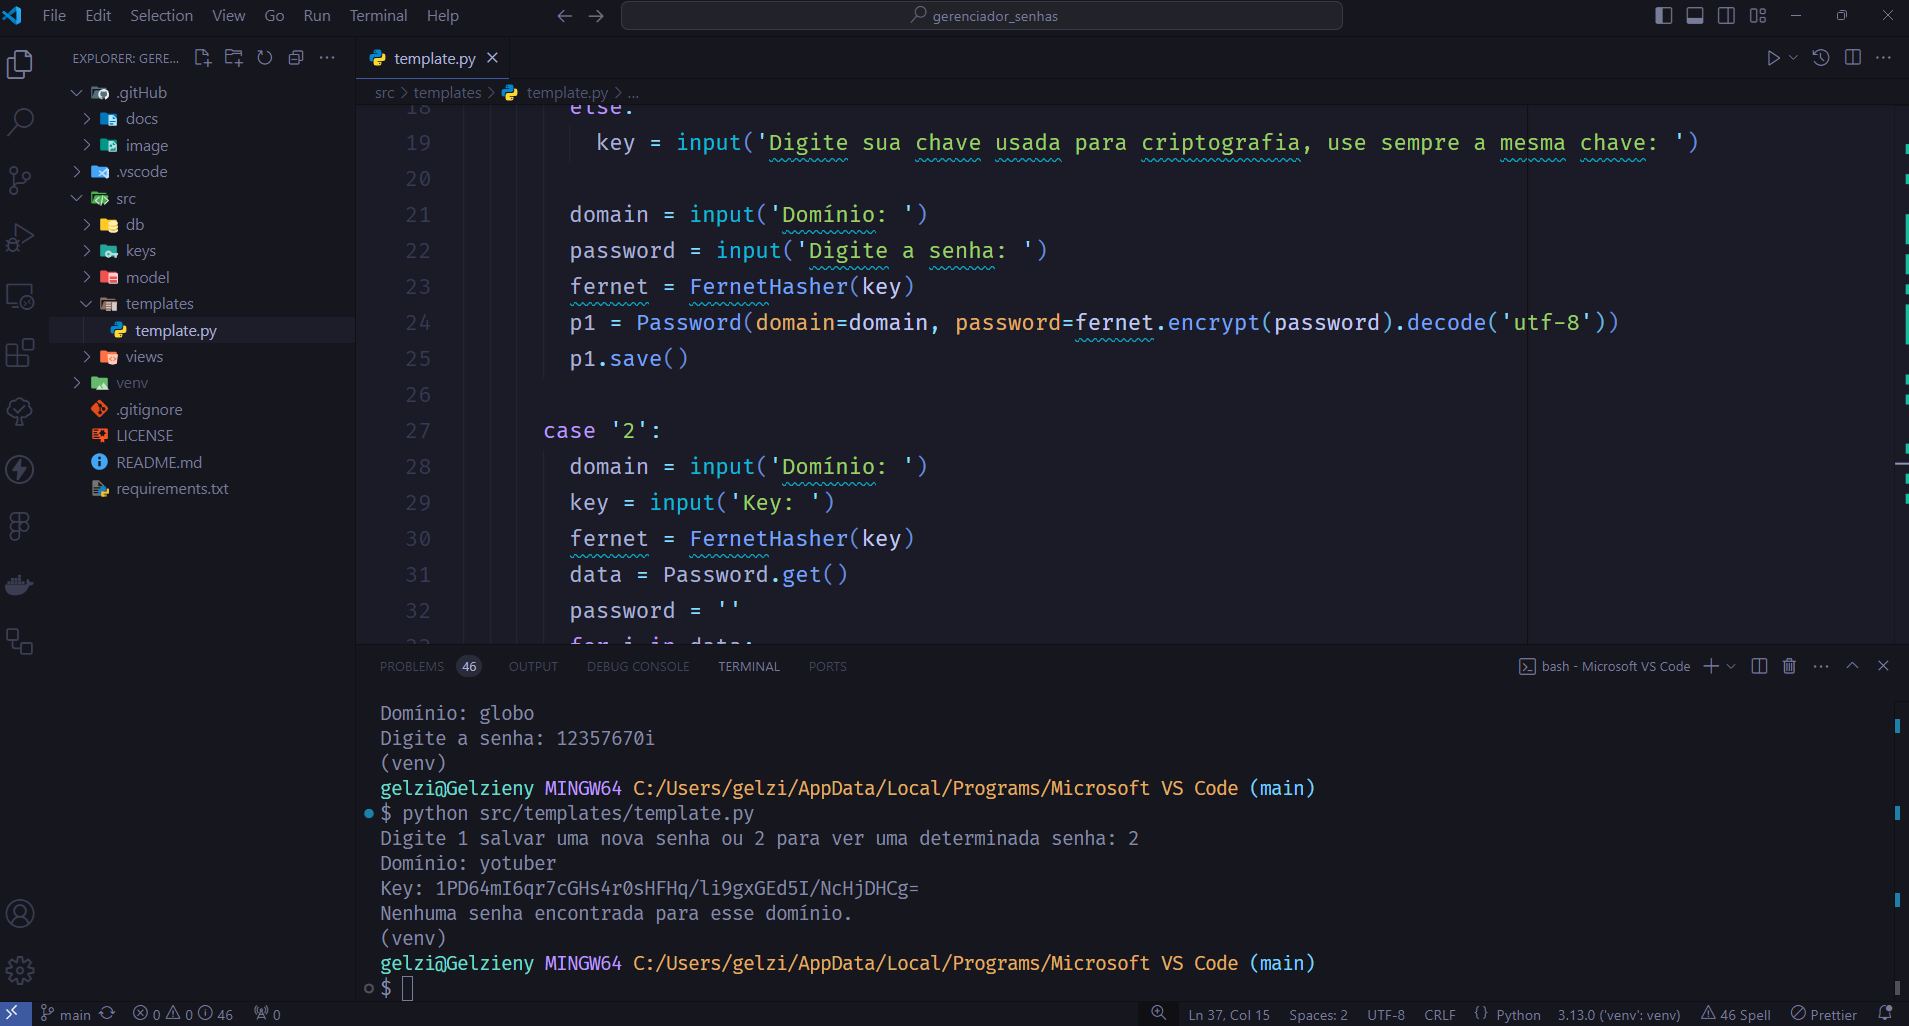 File Edit Selection View Go Run Terminal Help
gerenciador_senhas
EXPLORER: GERE...
.gitHub
docs
image
.vscode
src
db
keys
model
templates
template.py
views
venv
.gitignore
LICENSE
README.md
requirements.txt
template.py
src > templates > template.py > ...
18 else:
19 key = input('Digite sua chave usada para criptografia, use sempre a mesma chave: ')
20
21 domain = input('Domínio: ')
22 password = input('Digite a senha: ')
23 fernet = FernetHasher(key)
24 p1 = Password(domain=domain, password=fernet.encrypt(password).decode('utf-8'))
25 p1.save()
26
27 case '2':
28 domain = input('Domínio: ')
29 key = input('Key: ')
30 fernet = FernetHasher(key)
31 data = Password.get()
32 password = ''
33 for i in data:
PROBLEMS 46 OUTPUT DEBUG CONSOLE TERMINAL PORTS
bash - Microsoft VS Code
Domínio: globo
Digite a senha: 12357670i
(venv)
gelzi@Gelzieny MINGW64 C:/Users/gelzi/AppData/Local/Programs/Microsoft VS Code (main)
$ python src/templates/template.py
Digite 1 salvar uma nova senha ou 2 para ver uma determinada senha: 2
Domínio: yotuber
Key: 1PD64mI6qr7cGHs4r0sHFHq/li9gxGEd5I/NcHjDHCg=
Nenhuma senha encontrada para esse domínio.
(venv)
gelzi@Gelzieny MINGW64 C:/Users/gelzi/AppData/Local/Programs/Microsoft VS Code (main)
$
main 0 0 46 0 Ln 37, Col 15 Spaces: 2 UTF-8 CRLF {} Python 3.13.0 ('venv': venv) 46 Spell Prettier